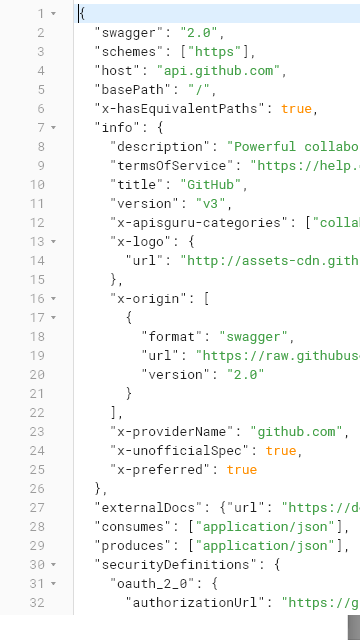 1 {
2 "swagger": "2.0",
3 "schemes": ["https"],
4 "host": "api.github.com",
5 "basePath": "/",
6 "x-hasEquivalentPaths": true,
7 "info": {
8 "description": "Powerful collabo
9 "termsOfService": "https://help.
10 "title": "GitHub",
11 "version": "v3",
12 "x-apisguru-categories": ["colla
13 "x-logo": {
14 "url": "http://assets-cdn.gith
15 },
16 "x-origin": [
17 {
18 "format": "swagger",
19 "url": "https://raw.githubus
20 "version": "2.0"
21 }
22 ],
23 "x-providerName": "github.com",
24 "x-unofficialSpec": true,
25 "x-preferred": true
26 },
27 "externalDocs": {"url": "https://d
28 "consumes": ["application/json"],
29 "produces": ["application/json"],
30 "securityDefinitions": {
31 "oauth_2_0": {
32 "authorizationUrl": "https://g